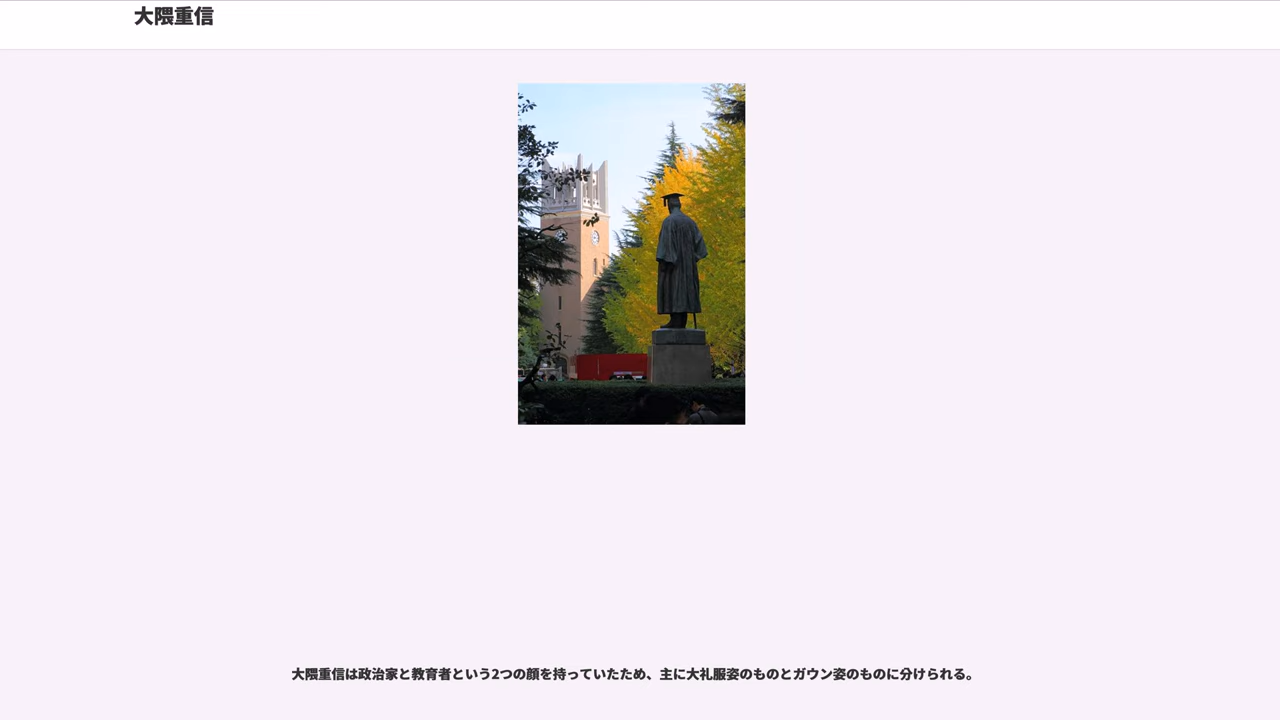 大隈重信
大隈重信は政治家と教育者という2つの顔を持っていたため、主に大礼服姿のものとガウン姿のものに分けられる。